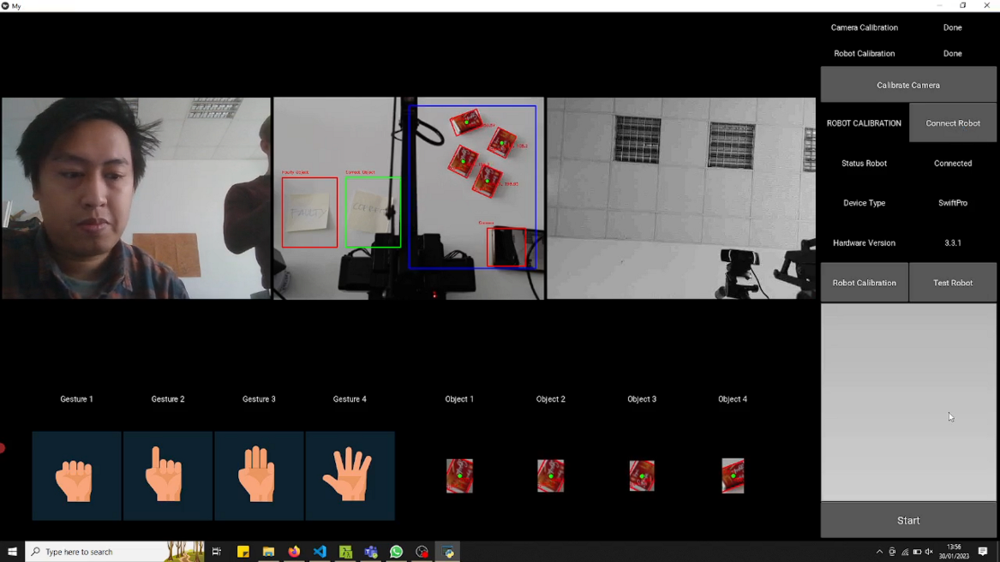 My
Camera Calibration Done
Robot Calibration Done
Calibrate Camera
ROBOT CALIBRATION Connect Robot
Faulty Object Correct Object
Status Robot Connected
FAULTY
Device Type SwiftPro
Camera
Hardware Version 3.3.1
Robot Calibration Test Robot
Gesture 1 Gesture 2 Gesture 3 Gesture 4 Object 1 Object 2 Object 3 Object 4
Start
Type here to search
13:56
30/01/2023